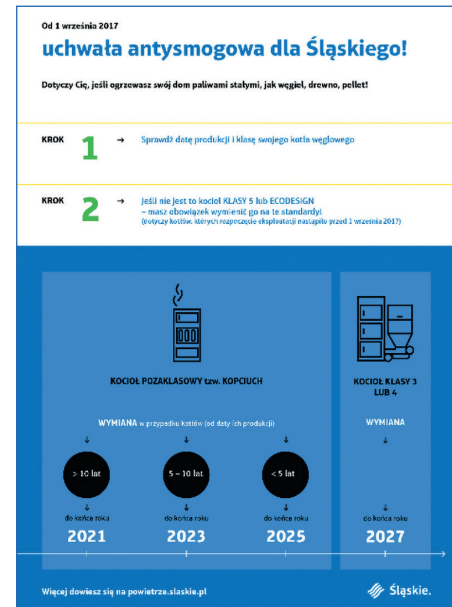 Od 1 września 2017
uchwała antysmogowa dla Śląskiego!
Dotyczy Cię, jeśli ogrzewasz swój dom paliwami stałymi, jak węgiel, drewno, pellet!
KROK 1 → Sprawdź datę produkcji i klasę swojego kotła węglowego
KROK 2 → Jeśli nie jest to kocioł KLASY 5 lub ECODESIGN
– masz obowiązek wymienić go na te standardy!
(dotyczy kotłów, których rozpoczęcie eksploatacji nastąpiło przed 1 września 2017)
KOCIOŁ POZAKLASOWY tzw. KOPCIUCH
WYMIANA w przypadku kotłów (od daty ich produkcji)
> 10 lat
5 – 10 lat
< 5 lat
do końca roku
2021
do końca roku
2023
do końca roku
2025
KOCIOŁ KLASY 3
LUB 4
WYMIANA
do końca roku
2027
Więcej dowiesz się na powietrze.slaskie.pl
Śląskie.